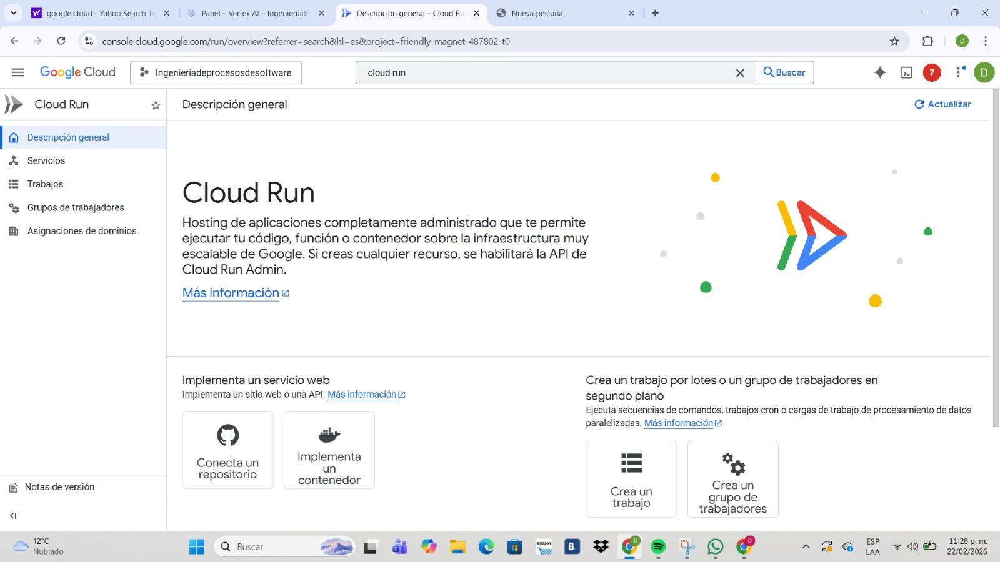 google cloud - Yahoo Search Tu
Panel – Vertex AI – Ingenieriade
Descripción general – Cloud Ru
Nueva pestaña
console.cloud.google.com/run/overview?referrer=search&hl=es&project=friendly-magnet-487802-t0
D
Google Cloud
Ingenieriadeprocesosdesoftware
cloud run
Buscar
7
D
Cloud Run
Descripción general
Actualizar
Descripción general
Servicios
Trabajos
Grupos de trabajadores
Asignaciones de dominios
Cloud Run
Hosting de aplicaciones completamente administrado que te permite
ejecutar tu código, función o contenedor sobre la infraestructura muy
escalable de Google. Si creas cualquier recurso, se habilitará la API de
Cloud Run Admin.
Más información
Implementa un servicio web
Implementa un sitio web o una API. Más información
Conecta un
repositorio
Implementa
un
contenedor
Crea un trabajo por lotes o un grupo de trabajadores en
segundo plano
Ejecuta secuencias de comandos, trabajos cron o cargas de trabajo de procesamiento de datos
paralelizadas. Más información
Crea un
trabajo
Crea un
grupo de
trabajadores
Notas de versión
12°C
Nublado
Buscar
amazon
B.
D
D
ESP
LAA
11:28 p. m.
22/02/2026